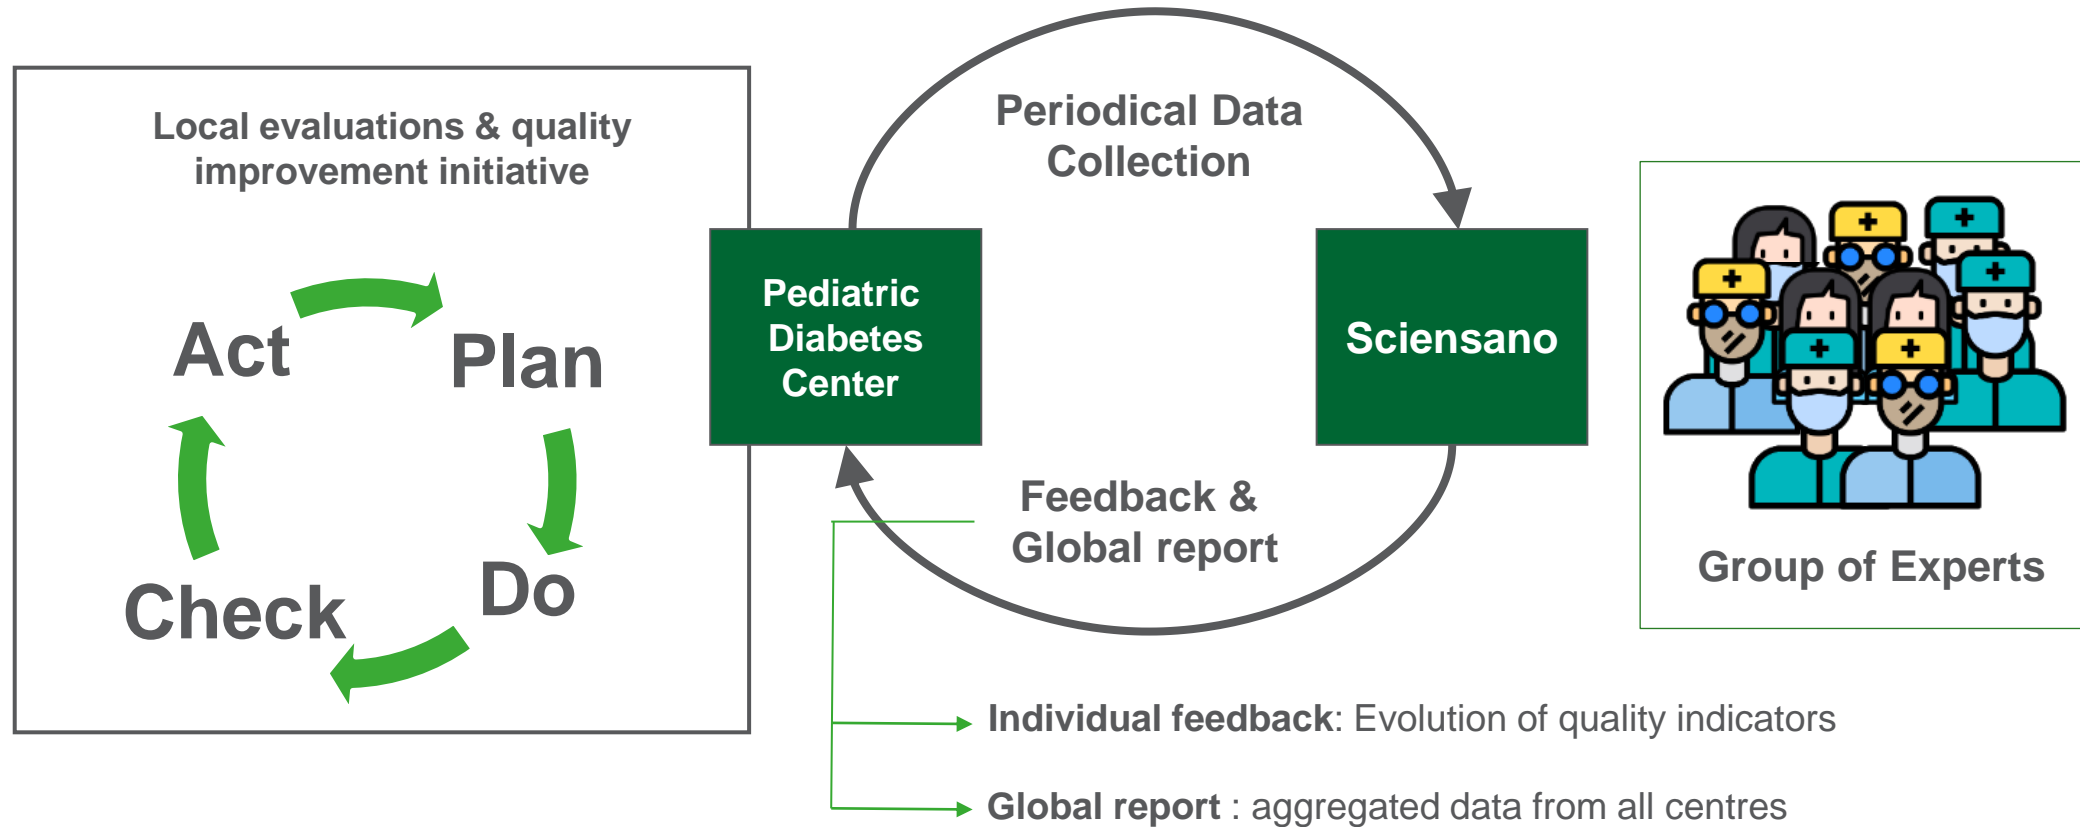 Local evaluations & quality
improvement initiative
Act
Plan
Do
Check
Pediatric
Diabetes
Center
Periodical Data
Collection
Sciensano
Feedback &
Global report
Group of Experts
Individual feedback: Evolution of quality indicators
Global report : aggregated data from all centres